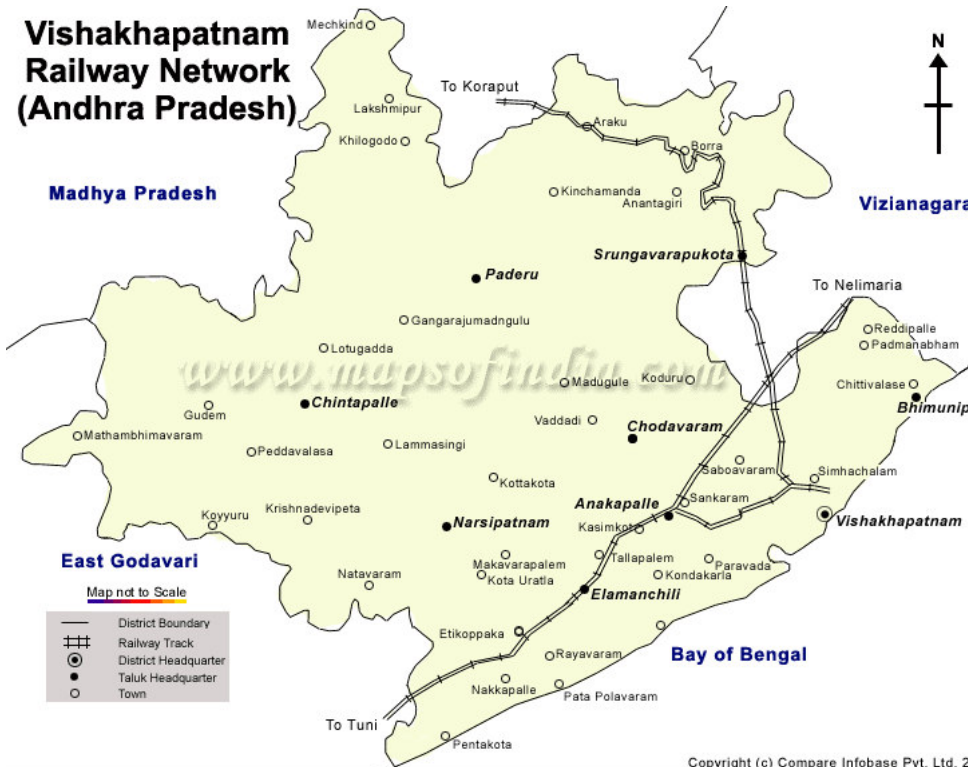 Vishakhapatnam
Railway Network
(Andhra Pradesh)
Mechkind
N
To Koraput
Lakshmipur
Araku
Khilogodo
Borra
Madhya Pradesh
Kinchamanda
Anantagiri
Vizianagara
Srungavarapukota
Paderu
To Nelimaria
Gangarajumadngulu
Reddipalle
Padmanabham
Lotugadda
www.mapsofindia.com
Madugule
Koduru
Chittivalase
Chintapalle
Bhimunip
Gudem
Vaddadi
Chodavaram
Mathambhimavaram
Lammasingi
Peddavalasa
Saboavaram
Simhachalam
Kottakota
Sankaram
Krishnadevipeta
Anakapalle
Koyyuru
Narsipatnam
Kasimkot
Vishakhapatnam
East Godavari
Makavarapalem
Tallapalem
Paravada
Kota Uratla
Kondakarla
Natavaram
Map not to Scale
Elamanchili
District Boundary
Railway Track
District Headquarter
Taluk Headquarter
Town
Etikoppaka
Rayavaram
Bay of Bengal
Nakkapalle
Pata Polavaram
To Tuni
Pentakota
Copyright (c) Compare Infobase Pvt. Ltd. 2